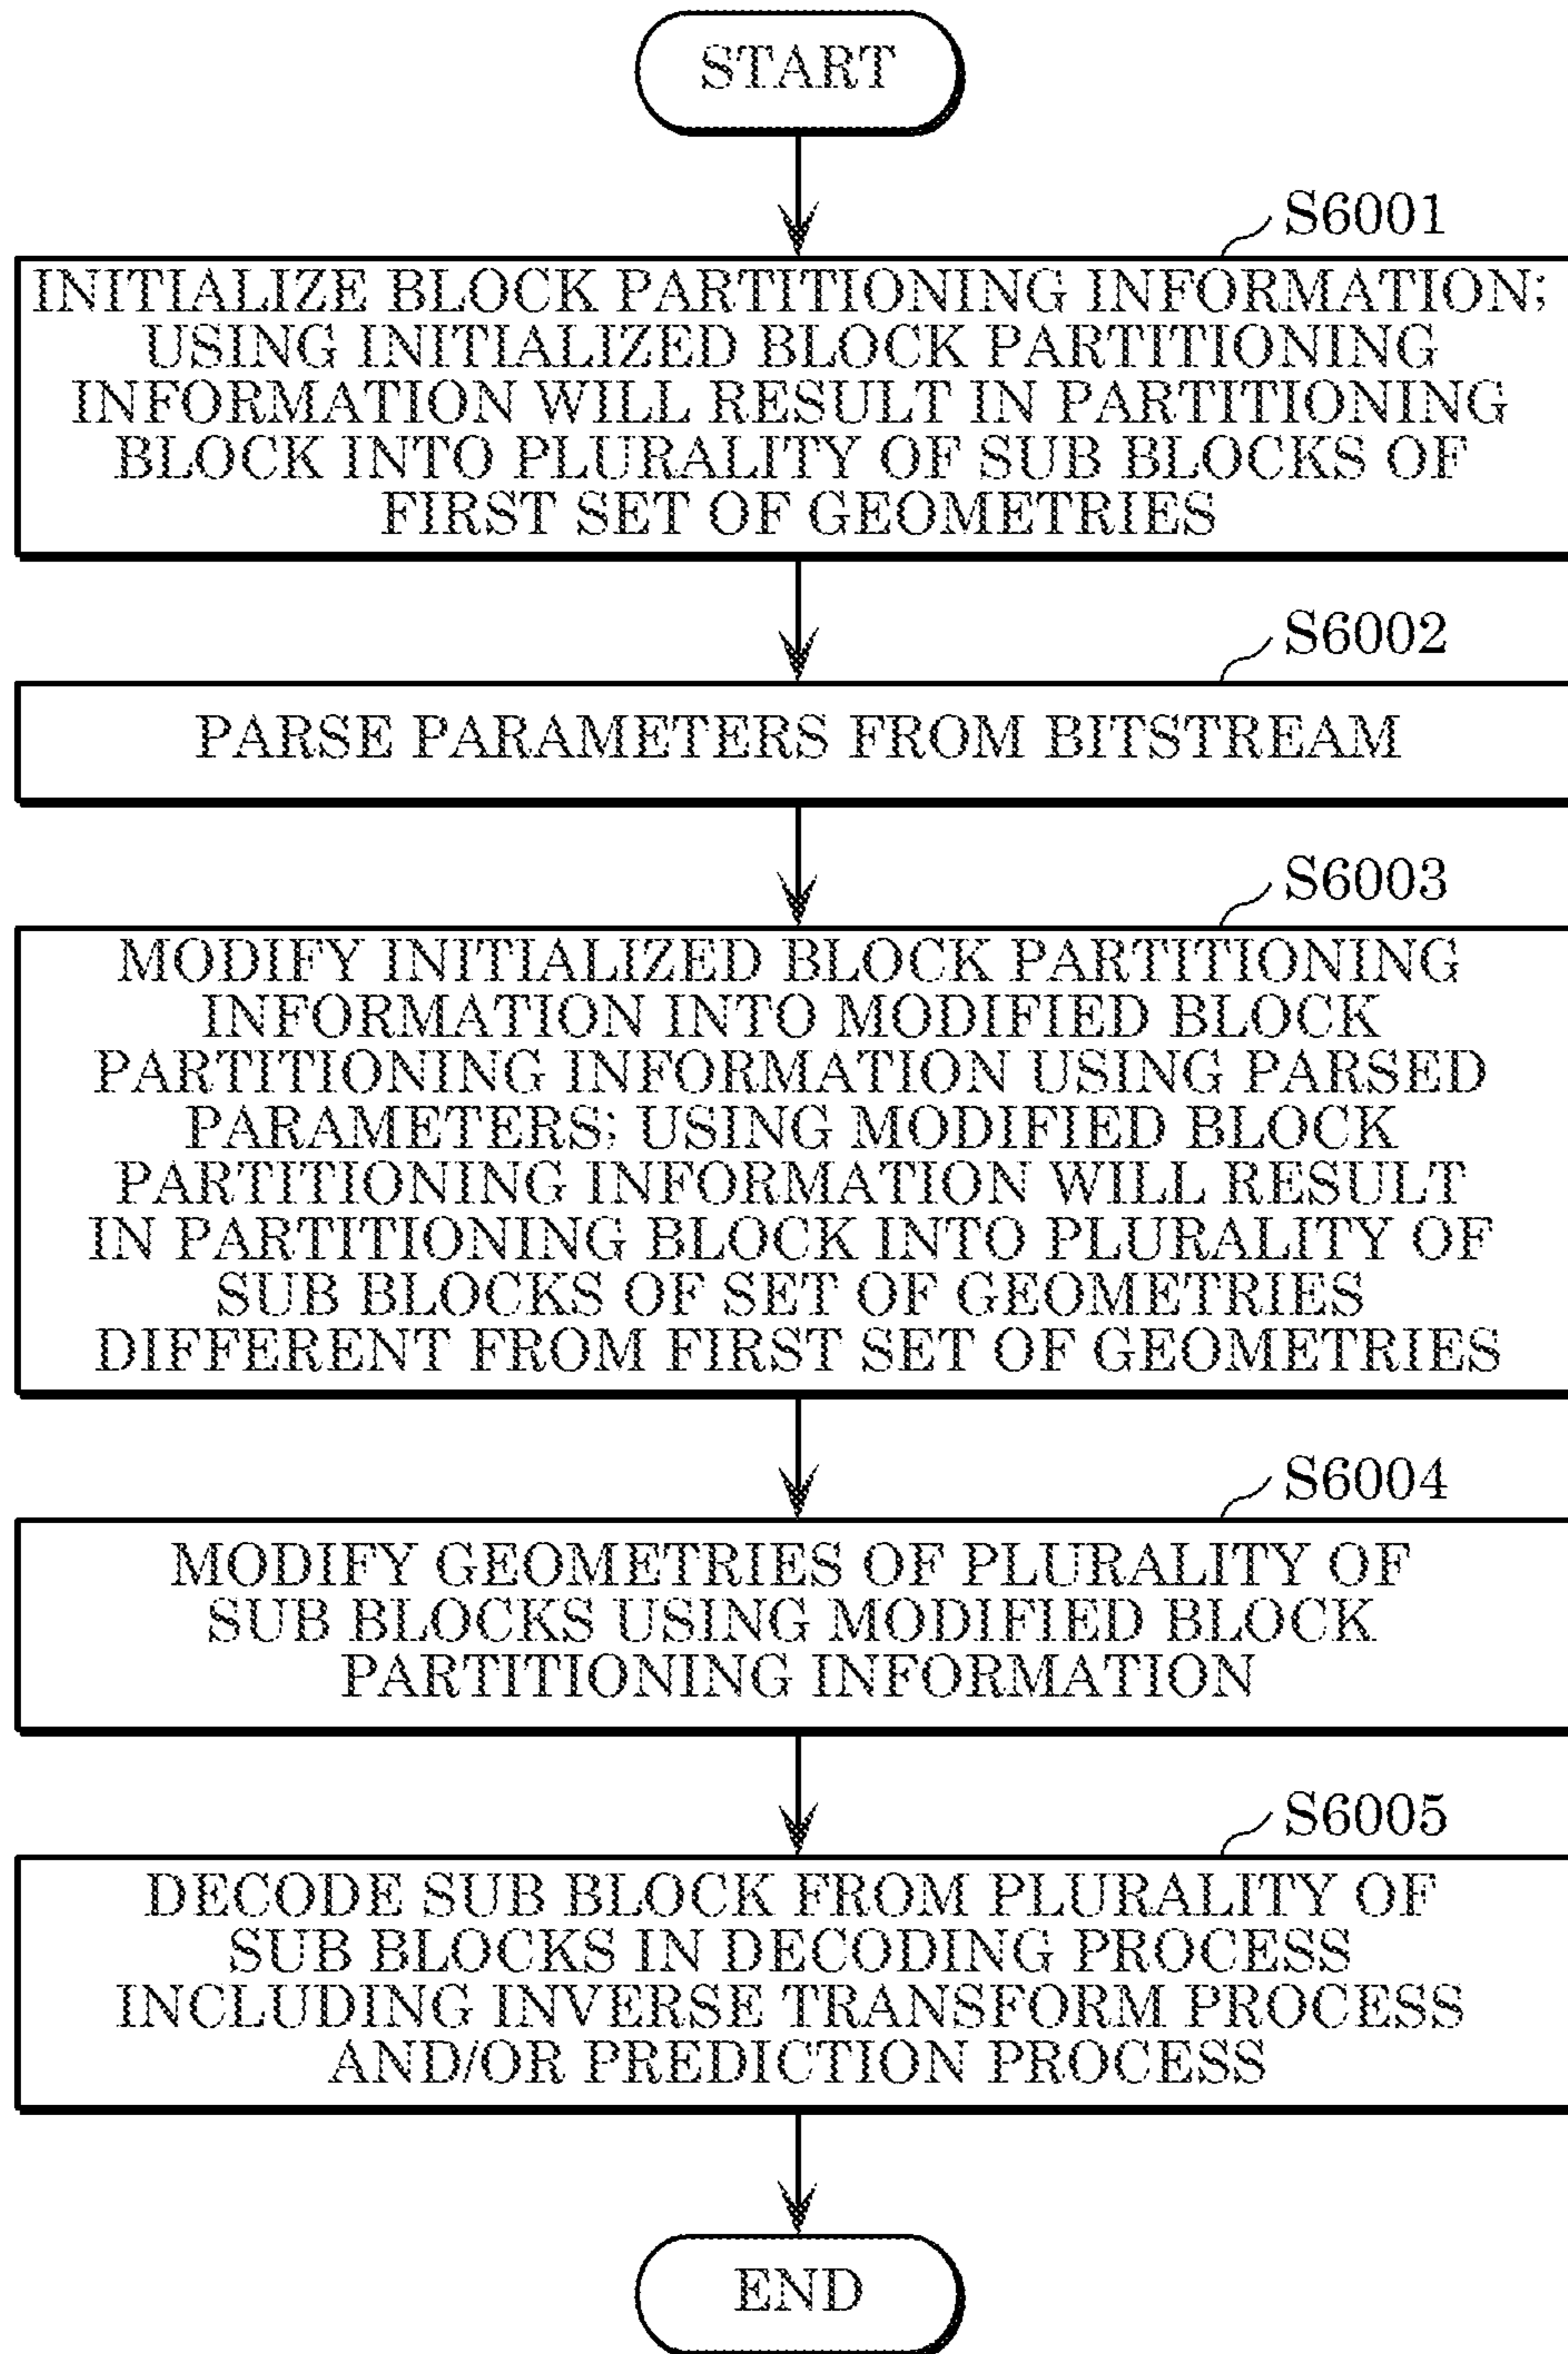 START
S6001
INITIALIZE BLOCK PARTITIONING INFORMATION;
USING INITIALIZED BLOCK PARTITIONING
INFORMATION WILL RESULT IN PARTITIONING
BLOCK INTO PLURALITY OF SUB BLOCKS OF
FIRST SET OF GEOMETRIES
S6002
PARSE PARAMETERS FROM BITSTREAM
S6003
MODIFY INITIALIZED BLOCK PARTITIONING
INFORMATION INTO MODIFIED BLOCK
PARTITIONING INFORMATION USING PARSED
PARAMETERS; USING MODIFIED BLOCK
PARTITIONING INFORMATION WILL RESULT
IN PARTITIONING BLOCK INTO PLURALITY OF
SUB BLOCKS OF SET OF GEOMETRIES
DIFFERENT FROM FIRST SET OF GEOMETRIES
S6004
MODIFY GEOMETRIES OF PLURALITY OF
SUB BLOCKS USING MODIFIED BLOCK
PARTITIONING INFORMATION
S6005
DECODE SUB BLOCK FROM PLURALITY OF
SUB BLOCKS IN DECODING PROCESS
INCLUDING INVERSE TRANSFORM PROCESS
AND/OR PREDICTION PROCESS
END